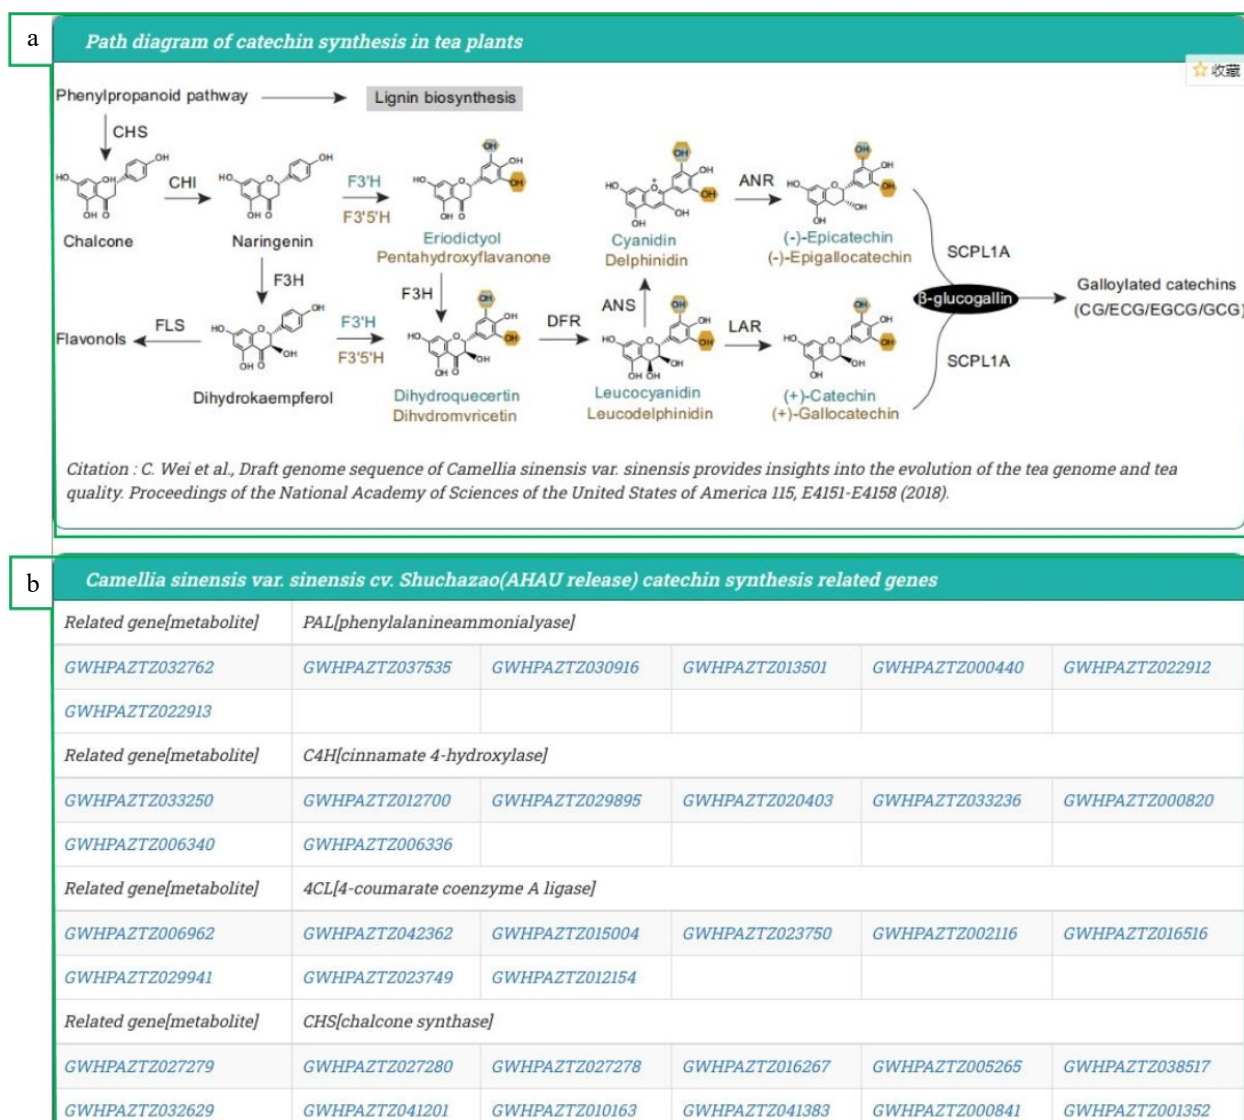 a
Path diagram of catechin synthesis in tea plants
收藏
Phenylpropanoid pathway
Lignin biosynthesis
CHS
CHI
F3'H
F3'5'H
ANR
Chalcone
Naringenin
Eriodictyol
Pentahydroxyflavanone
Cyanidin
Delphinidin
(-)-Epicatechin
(-)-Epigallocatechin
SCPL1A
F3H
F3H
ANS
β-glucogallin
Galloylated catechins
(CG/ECG/EGCG/GCG)
Flavonols
FLS
F3'H
F3'5'H
DFR
LAR
SCPL1A
Dihydrokaempferol
Dihydroquecertin
Dihvdromvricetin
Leucocyanidin
Leucodelphinidin
(+)-Catechin
(+)-Gallocatechin
Citation : C. Wei et al., Draft genome sequence of Camellia sinensis var. sinensis provides insights into the evolution of the tea genome and tea
quality. Proceedings of the National Academy of Sciences of the United States of America 115, E4151-E4158 (2018).
b
Camellia sinensis var. sinensis cv. Shuchazao(AHAU release) catechin synthesis related genes
Related gene[metabolite] PAL[phenylalanineammonialyase]
GWHPAZTZ032762 GWHPAZTZ037535 GWHPAZTZ030916 GWHPAZTZ013501 GWHPAZTZ000440 GWHPAZTZ022912
GWHPAZTZ022913
Related gene[metabolite] C4H[cinnamate 4-hydroxylase]
GWHPAZTZ033250 GWHPAZTZ012700 GWHPAZTZ029895 GWHPAZTZ020403 GWHPAZTZ033236 GWHPAZTZ000820
GWHPAZTZ006340 GWHPAZTZ006336
Related gene[metabolite] 4CL[4-coumarate coenzyme A ligase]
GWHPAZTZ006962 GWHPAZTZ042362 GWHPAZTZ015004 GWHPAZTZ023750 GWHPAZTZ002116 GWHPAZTZ016516
GWHPAZTZ029941 GWHPAZTZ023749 GWHPAZTZ012154
Related gene[metabolite] CHS[chalcone synthase]
GWHPAZTZ027279 GWHPAZTZ027280 GWHPAZTZ027278 GWHPAZTZ016267 GWHPAZTZ005265 GWHPAZTZ038517
GWHPAZTZ032629 GWHPAZTZ041201 GWHPAZTZ010163 GWHPAZTZ041383 GWHPAZTZ000841 GWHPAZTZ001352